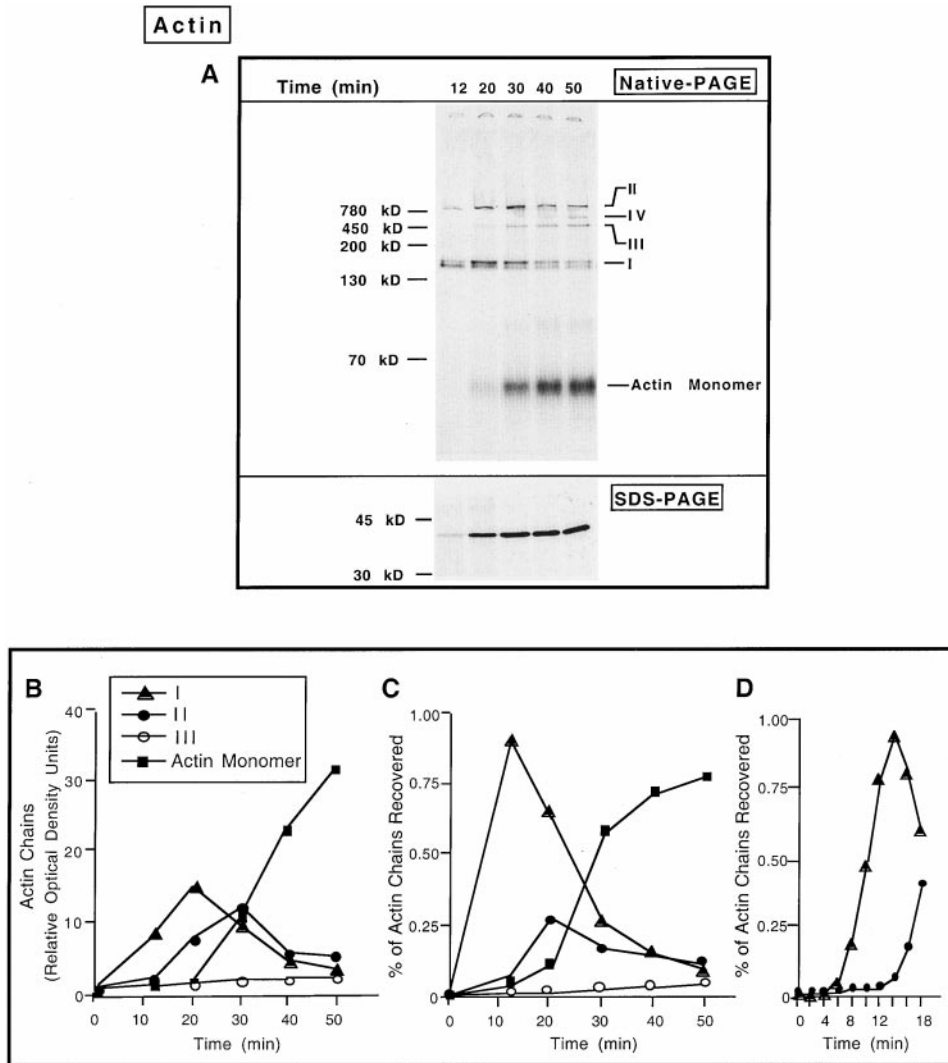 Actin
A
Time (min) 12 20 30 40 50 Native-PAGE
II
780 kD
IV
450 kD
III
200 kD
I
130 kD
70 kD
Actin Monomer
SDS-PAGE
45 kD
30 kD
B
I
II
III
Actin Monomer
Actin Chains
(Relative Optical Density Units)
40
30
20
10
0
0 10 20 30 40 50
Time (min)
C
% of Actin Chains Recovered
1.00
0.75
0.50
0.25
0
0 10 20 30 40 50
Time (min)
D
% of Actin Chains Recovered
1.00
0.75
0.50
0.25
0
0 4 8 12 18
Time (min)